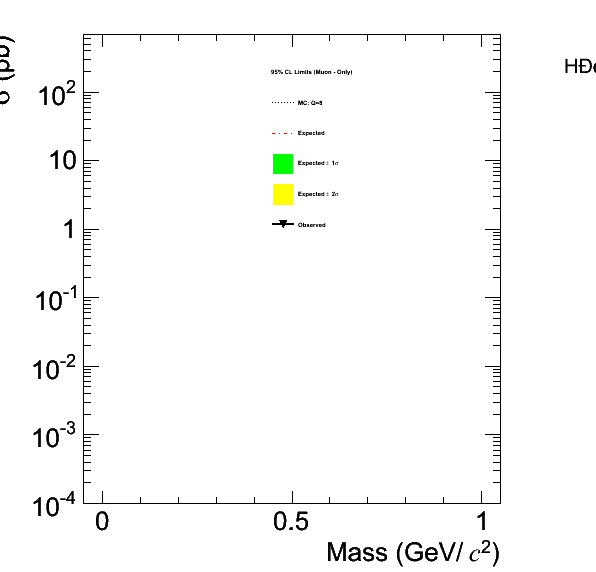 σ (pb)
HÐe
95% CL Limits (Muon - Only)
10²
MC: Q=8
Expected
10
Expected ± 1σ
Expected ± 2σ
1
Observed
10⁻¹
10⁻²
10⁻³
10⁻⁴
0 0.5 1
Mass (GeV/ c²)